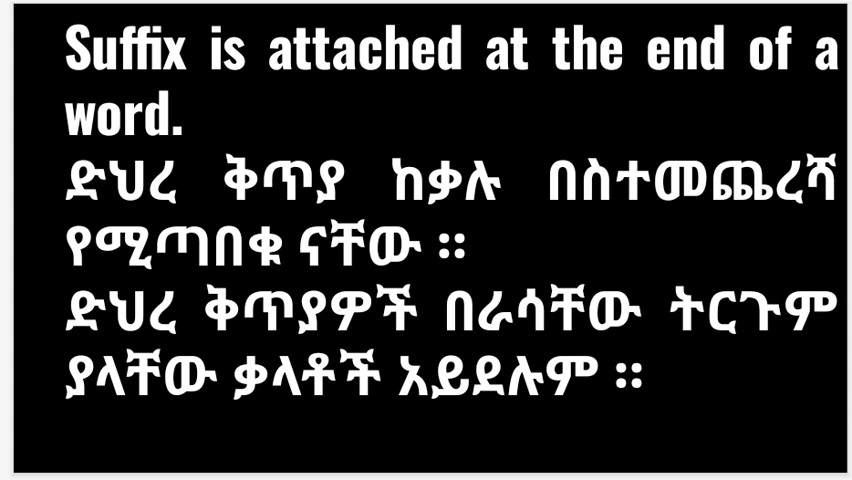 Suffix is attached at the end of a
word.
ድህረ ቅጥያ ከቃሉ በስተመጨረሻ
የሚጣበቁ ናቸው ።
ድህረ ቅጥያዎች በራሳቸው ትርጉም
ያላቸው ቃላቶች አይደሉም ።